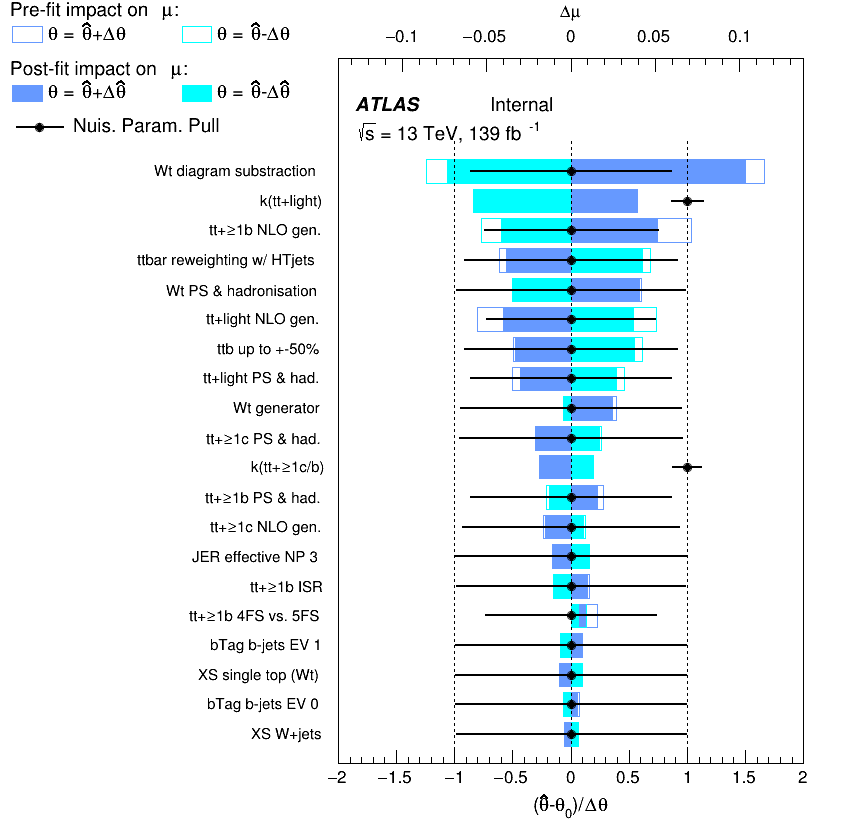 Pre-fit impact on μ:
θ = θ̂+Δθ θ = θ̂-Δθ
Post-fit impact on μ:
θ = θ̂+Δθ̂ θ = θ̂-Δθ̂
Nuis. Param. Pull
Δμ
−0.1 −0.05 0 0.05 0.1
ATLAS Internal
√s = 13 TeV, 139 fb⁻¹
Wt diagram substraction
k(tt+light)
tt+≥1b NLO gen.
ttbar reweighting w/ HTjets
Wt PS & hadronisation
tt+light NLO gen.
ttb up to +-50%
tt+light PS & had.
Wt generator
tt+≥1c PS & had.
k(tt+≥1c/b)
tt+≥1b PS & had.
tt+≥1c NLO gen.
JER effective NP 3
tt+≥1b ISR
tt+≥1b 4FS vs. 5FS
bTag b-jets EV 1
XS single top (Wt)
bTag b-jets EV 0
XS W+jets
−2 −1.5 −1 −0.5 0 0.5 1 1.5 2
(θ̂-θ₀)/Δθ